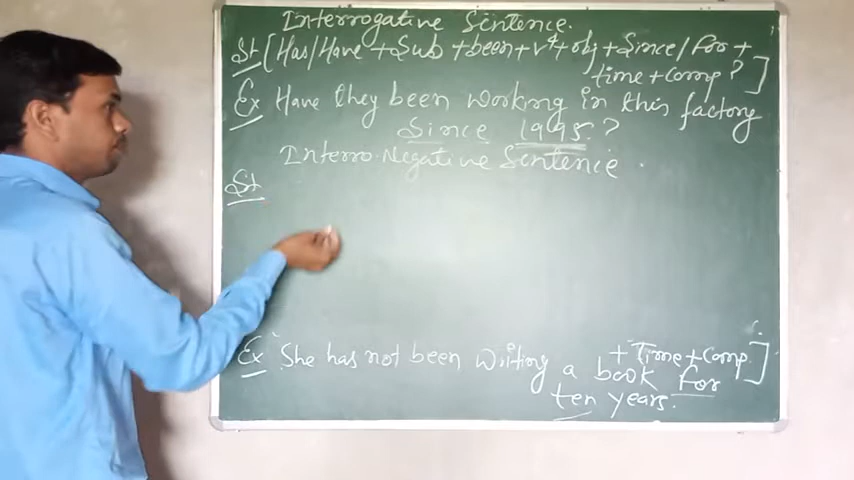 Interrogative Sentence.
St [Has/Have + Sub + been + v⁴ + obj + Since/for +
time + comp ? ]
Ex Have they been working in this factory
Since 1995 ?
Interro. Negative Sentence .
St
+ Time + Comp. ]
Ex She has not been writing a book for
ten years.